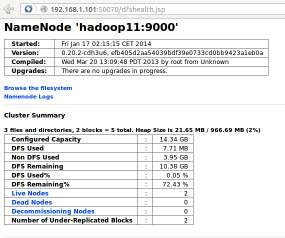 192.168.1.101:50070/dfshealth.jsp
NameNode 'hadoop11:9000'
Started: Fri Jan 17 02:15:15 CET 2014
Version: 0.20.2-cdh3u6, efb405d2aa54039bdf39e0733cd0bb9423a1eb0a
Compiled: Wed Mar 20 13:09:48 PDT 2013 by root from Unknown
Upgrades: There are no upgrades in progress.
Browse the filesystem
Namenode Logs
Cluster Summary
3 files and directories, 2 blocks = 5 total. Heap Size is 21.65 MB / 966.69 MB (2%)
Configured Capacity : 14.34 GB
DFS Used : 7.71 MB
Non DFS Used : 3.95 GB
DFS Remaining : 10.38 GB
DFS Used% : 0.05 %
DFS Remaining% : 72.43 %
Live Nodes : 2
Dead Nodes : 0
Decommissioning Nodes : 0
Number of Under-Replicated Blocks : 2